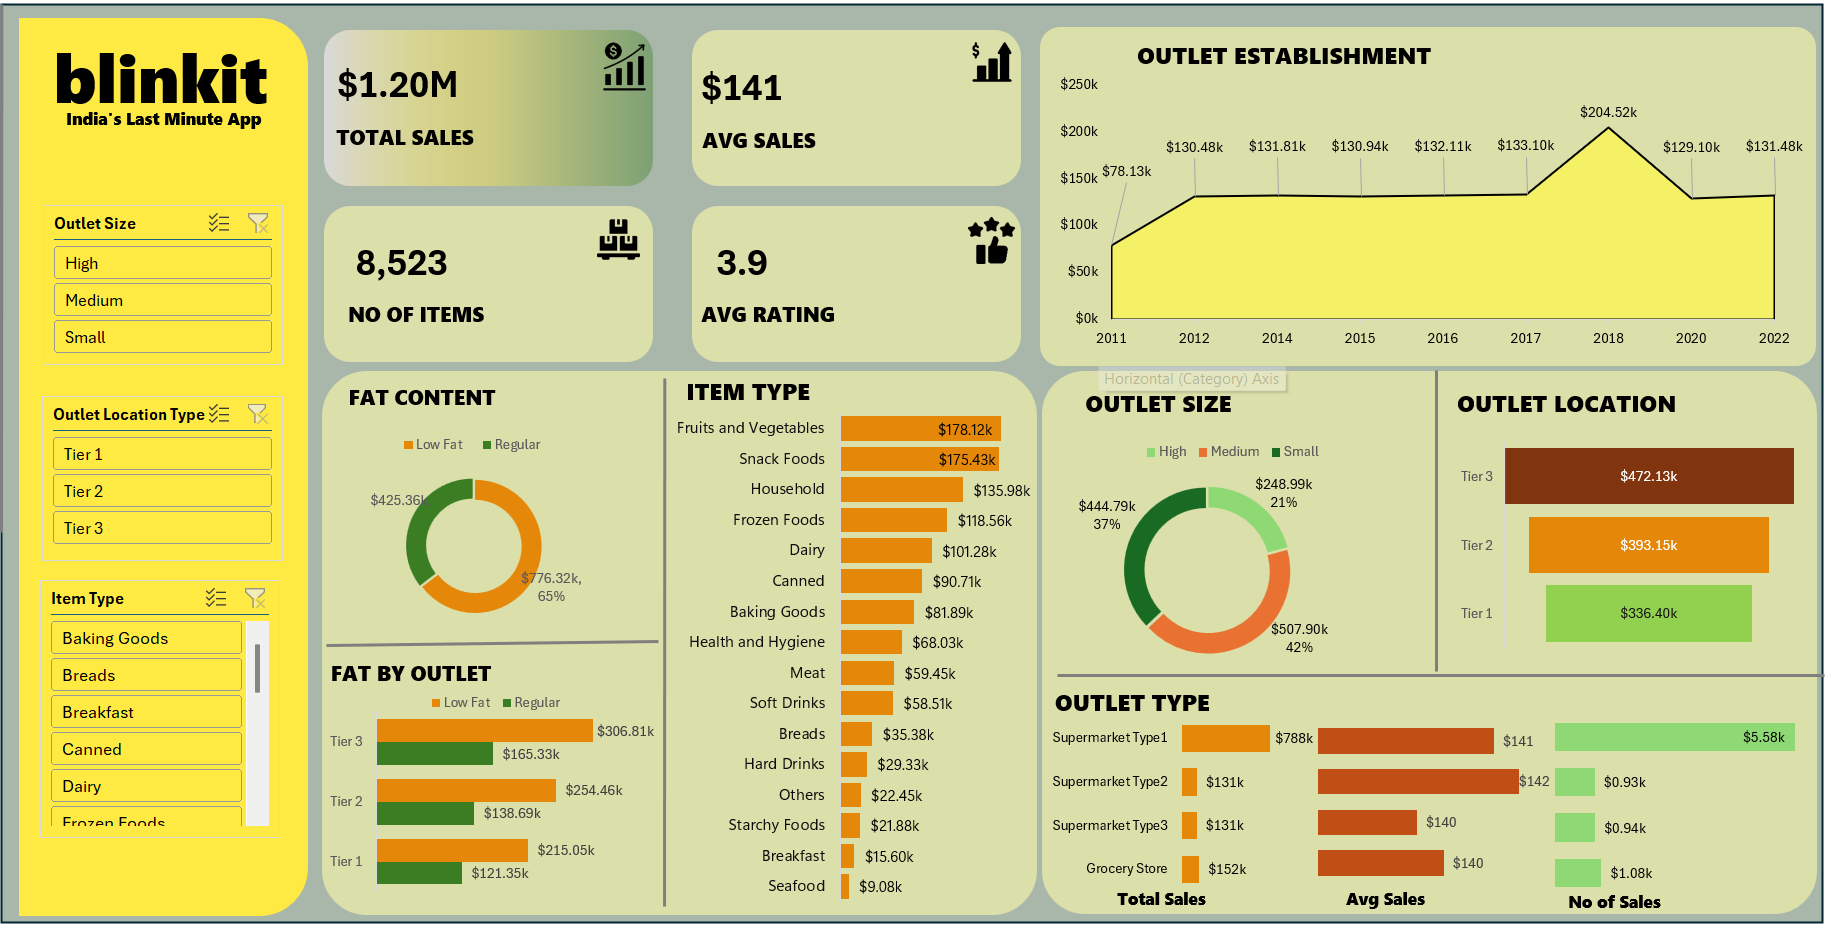 blinkit
India's Last Minute App
Outlet Size
High
Medium
Small
Outlet Location Type
Tier 1
Tier 2
Tier 3
Item Type
Baking Goods
Breads
Breakfast
Canned
Dairy
Frozen Foods
$1.20M
TOTAL SALES
$141
AVG SALES
8,523
NO OF ITEMS
3.9
AVG RATING
OUTLET ESTABLISHMENT
$250k
$200k
$150k
$100k
$50k
$0k
$78.13k
$130.48k
$131.81k
$130.94k
$132.11k
$133.10k
$204.52k
$129.10k
$131.48k
2011 2012 2014 2015 2016 2017 2018 2020 2022
Horizontal (Category) Axis
FAT CONTENT
Low Fat Regular
$425.36k
$776.32k,
65%
FAT BY OUTLET
Low Fat Regular
Tier 3 $306.81k
$165.33k
Tier 2 $254.46k
$138.69k
Tier 1 $215.05k
$121.35k
ITEM TYPE
Fruits and Vegetables $178.12k
Snack Foods $175.43k
Household $135.98k
Frozen Foods $118.56k
Dairy $101.28k
Canned $90.71k
Baking Goods $81.89k
Health and Hygiene $68.03k
Meat $59.45k
Soft Drinks $58.51k
Breads $35.38k
Hard Drinks $29.33k
Others $22.45k
Starchy Foods $21.88k
Breakfast $15.60k
Seafood $9.08k
OUTLET SIZE
High Medium Small
$248.99k
21%
$444.79k
37%
$507.90k
42%
OUTLET LOCATION
Tier 3 $472.13k
Tier 2 $393.15k
Tier 1 $336.40k
OUTLET TYPE
Supermarket Type1 $788k $141 $5.58k
Supermarket Type2 $131k $142 $0.93k
Supermarket Type3 $131k $140 $0.94k
Grocery Store $152k $140 $1.08k
Total Sales Avg Sales No of Sales